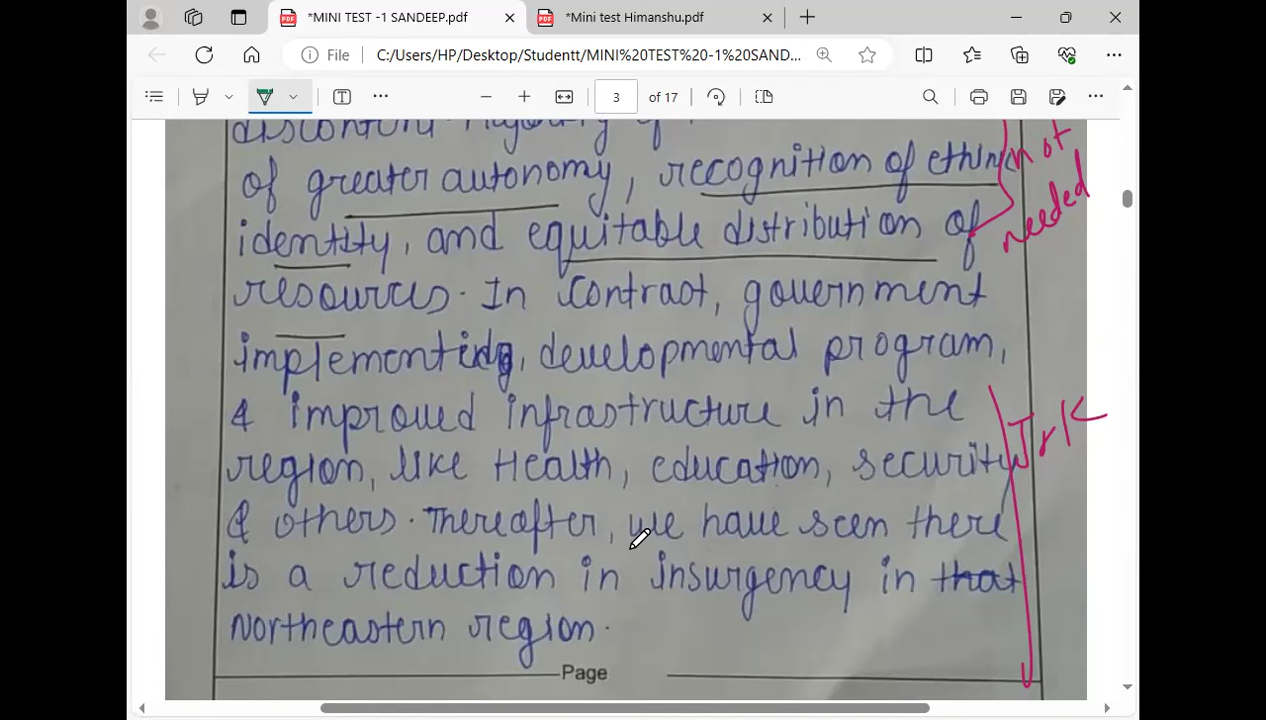 *MINI TEST -1 SANDEEP.pdf
*Mini test Himanshu.pdf
File
C:/Users/HP/Desktop/Studentt/MINI%20TEST%20-1%20SAND...
3 of 17
of greater autonomy, recognition of ethinc
not
identity, and equitable distribution of
needed
resources. In contrast, government
implementing, developmental program,
& improved infrastructure in the
region, like Health, education, security
& others. Thereafter, we have seen there
is a reduction in insurgency in that
Northeastern region.
Page